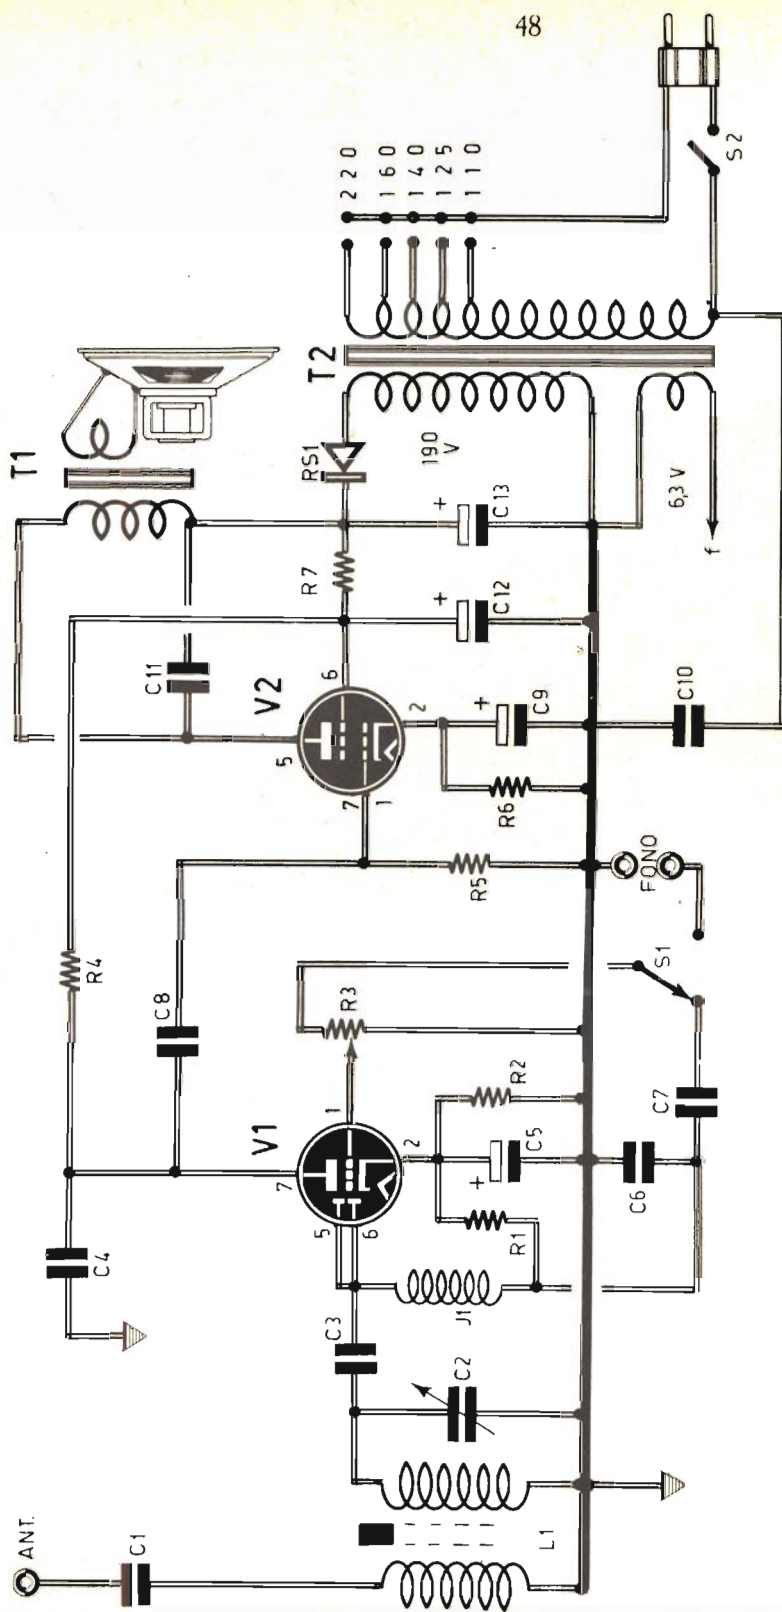 48
ANT.
C1
L1
C2
C3
J1
R1
C4
5
6
7
V1
1
2
C5
R2
R3
C6
C7
S1
FONO
C8
R4
R5
7
1
5
V2
6
2
R6
C9
C10
C11
C12
R7
C13
T1
RS1
190
V
6,3 V
f
T2
220
160
140
125
110
S2